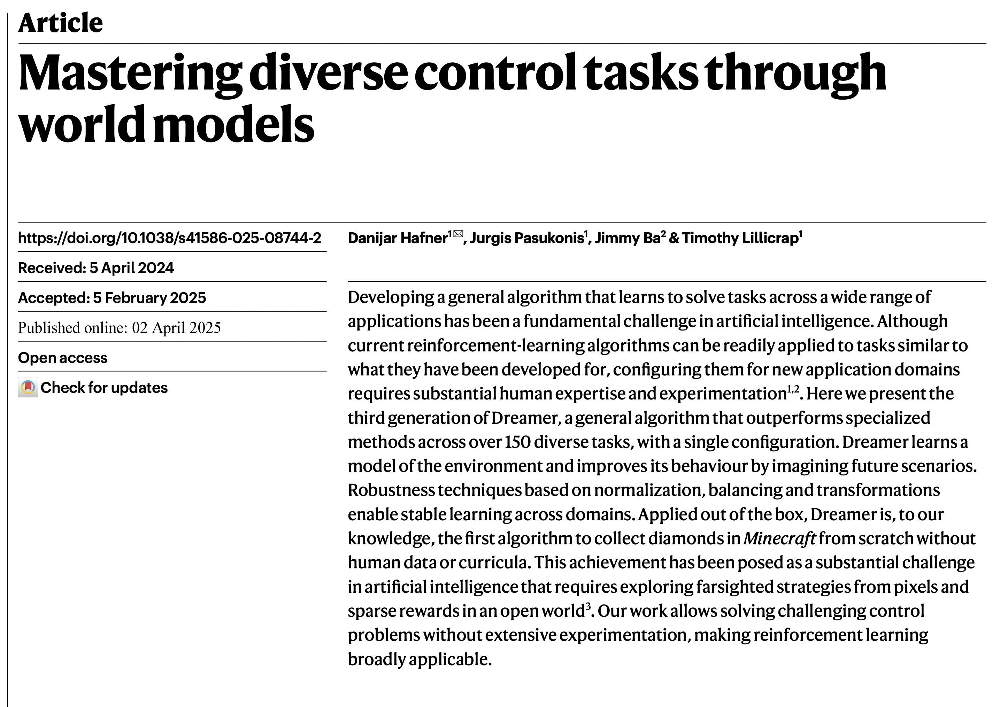 Article
Mastering diverse control tasks through
world models
https://doi.org/10.1038/s41586-025-08744-2
Received: 5 April 2024
Accepted: 5 February 2025
Published online: 02 April 2025
Open access
Check for updates
Danijar Hafner1✉, Jurgis Pasukonis1, Jimmy Ba2 & Timothy Lillicrap1
Developing a general algorithm that learns to solve tasks across a wide range of
applications has been a fundamental challenge in artificial intelligence. Although
current reinforcement-learning algorithms can be readily applied to tasks similar to
what they have been developed for, configuring them for new application domains
requires substantial human expertise and experimentation1,2. Here we present the
third generation of Dreamer, a general algorithm that outperforms specialized
methods across over 150 diverse tasks, with a single configuration. Dreamer learns a
model of the environment and improves its behaviour by imagining future scenarios.
Robustness techniques based on normalization, balancing and transformations
enable stable learning across domains. Applied out of the box, Dreamer is, to our
knowledge, the first algorithm to collect diamonds in Minecraft from scratch without
human data or curricula. This achievement has been posed as a substantial challenge
in artificial intelligence that requires exploring farsighted strategies from pixels and
sparse rewards in an open world3. Our work allows solving challenging control
problems without extensive experimentation, making reinforcement learning
broadly applicable.